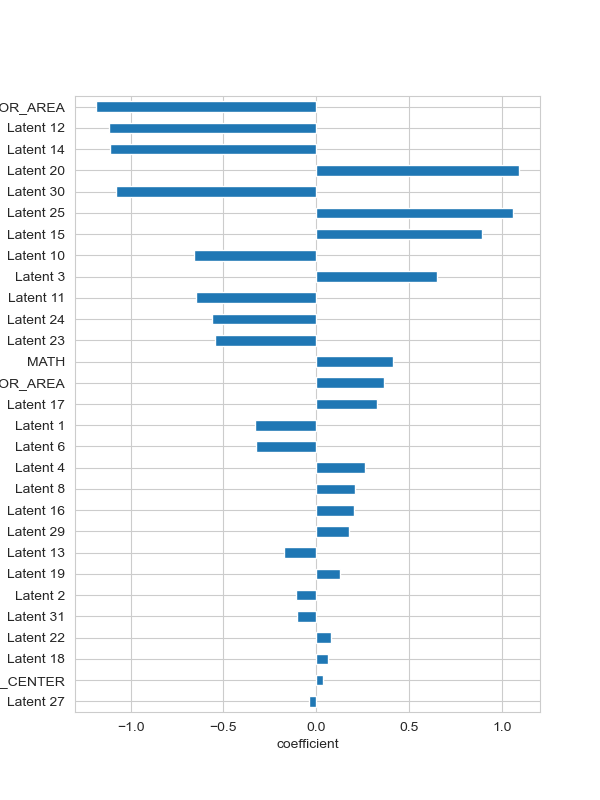 OR_AREA
Latent 12
Latent 14
Latent 20
Latent 30
Latent 25
Latent 15
Latent 10
Latent 3
Latent 11
Latent 24
Latent 23
MATH
OR_AREA
Latent 17
Latent 1
Latent 6
Latent 4
Latent 8
Latent 16
Latent 29
Latent 13
Latent 19
Latent 2
Latent 31
Latent 22
Latent 18
_CENTER
Latent 27
−1.0 −0.5 0.0 0.5 1.0
coefficient